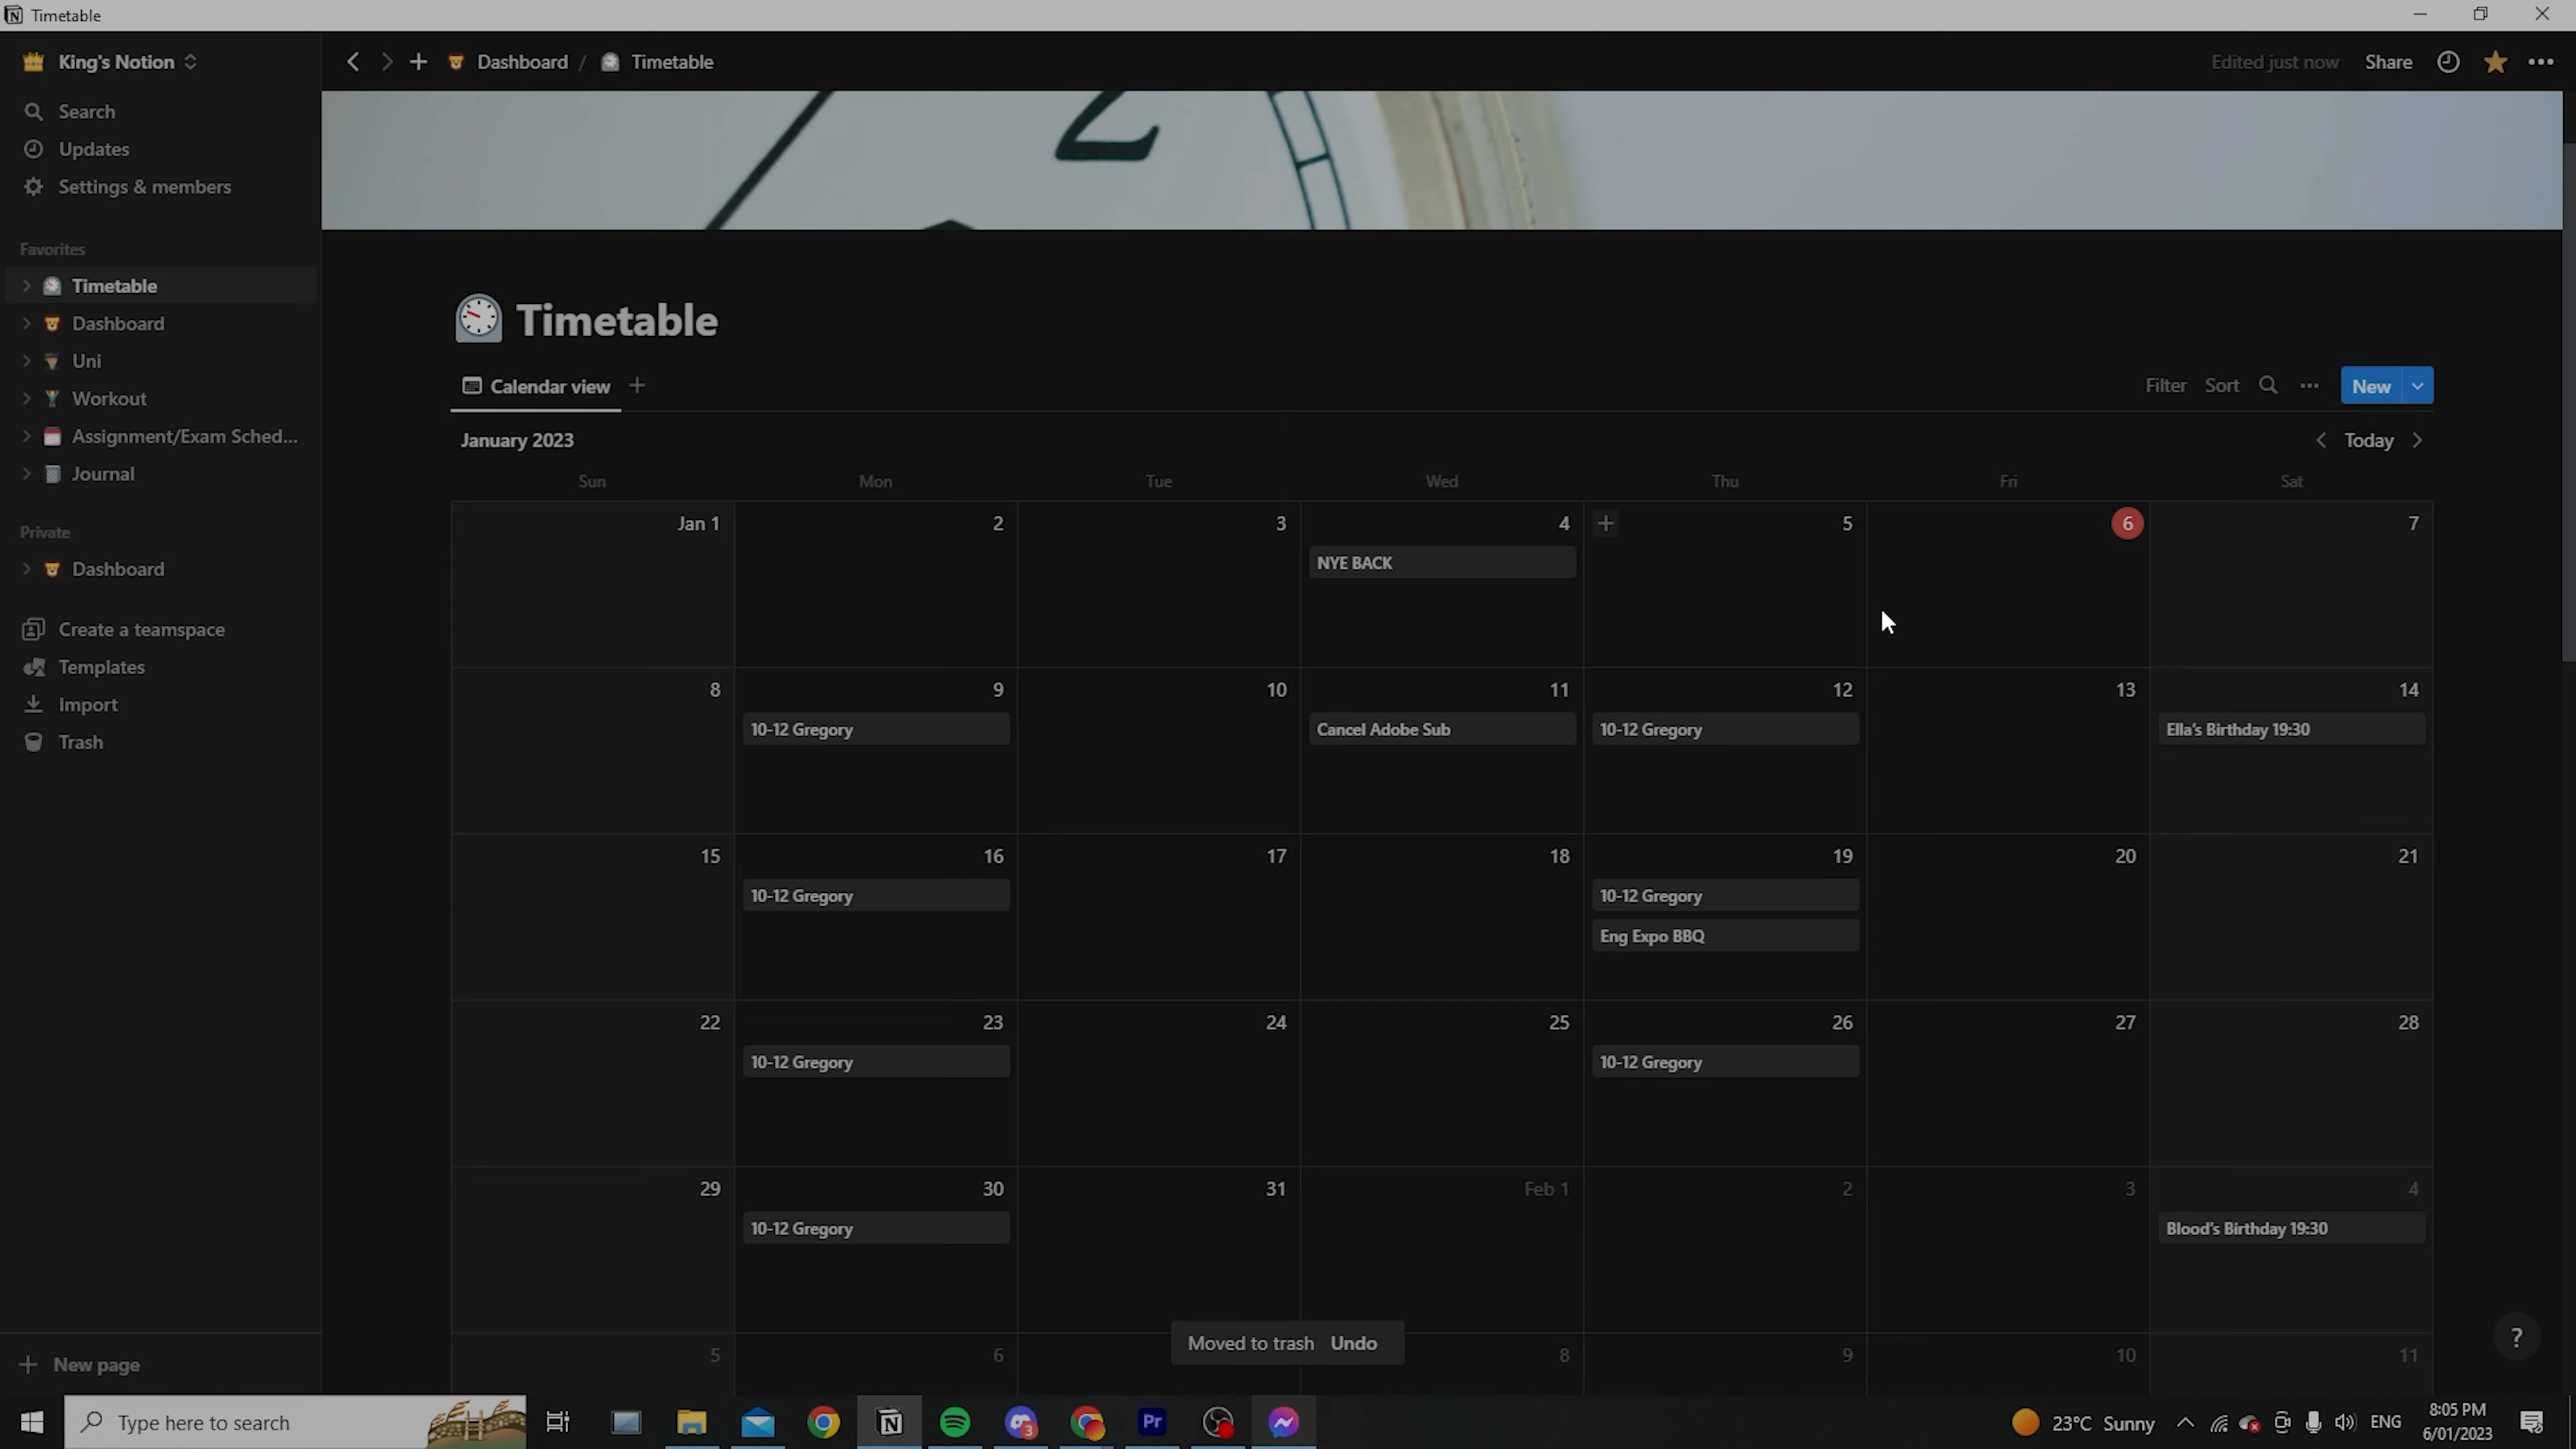 Timetable
King's Notion
Dashboard / Timetable
Edited just now Share
Search
Updates
Settings & members
Favorites
Timetable
Dashboard
Uni
Workout
Assignment/Exam Sched...
Journal
Private
Dashboard
Create a teamspace
Templates
Import
Trash
New page
2
Timetable
Calendar view
Filter Sort New
January 2023
Today
Sun Mon Tue Wed Thu Fri Sat
Jan 1 2 3 4 5 6 7
NYE BACK
8 9 10 11 12 13 14
10-12 Gregory Cancel Adobe Sub 10-12 Gregory Ella's Birthday 19:30
15 16 17 18 19 20 21
10-12 Gregory 10-12 Gregory
Eng Expo BBQ
22 23 24 25 26 27 28
10-12 Gregory 10-12 Gregory
29 30 31 Feb 1 2 3 4
10-12 Gregory Blood's Birthday 19:30
Moved to trash Undo
5 6 8 9 10 11
?
Type here to search
N
3
Pr
23°C Sunny
ENG
8:05 PM
6/01/2023